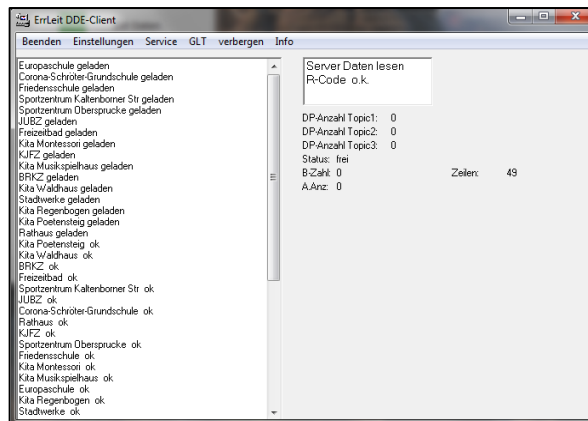 ErrLeit DDE-Client
Beenden Einstellungen Service GLT verbergen Info
Europaschule geladen
Corona-Schröter-Grundschule geladen
Friedensschule geladen
Sportzentrum Kaltenborner Str geladen
Sportzentrum Obersprucke geladen
JUBZ geladen
Freizeitbad geladen
Kita Montessori geladen
KJFZ geladen
Kita Musikspielhaus geladen
BRKZ geladen
Kita Waldhaus geladen
Stadtwerke geladen
Kita Regenbogen geladen
Kita Poetensteig geladen
Rathaus geladen
Kita Poetensteig ok
Kita Waldhaus ok
BRKZ ok
Freizeitbad ok
Sportzentrum Kaltenborner Str ok
JUBZ ok
Corona-Schröter-Grundschule ok
Rathaus ok
KJFZ ok
Sportzentrum Obersprucke ok
Friedensschule ok
Kita Montessori ok
Kita Musikspielhaus ok
Europaschule ok
Kita Regenbogen ok
Stadtwerke ok
Server Daten lesen
R-Code o.k.
DP-Anzahl Topic1: 0
DP-Anzahl Topic2: 0
DP-Anzahl Topic3: 0
Status: frei
B-Zahl: 0 Zeilen: 49
A.Anz: 0